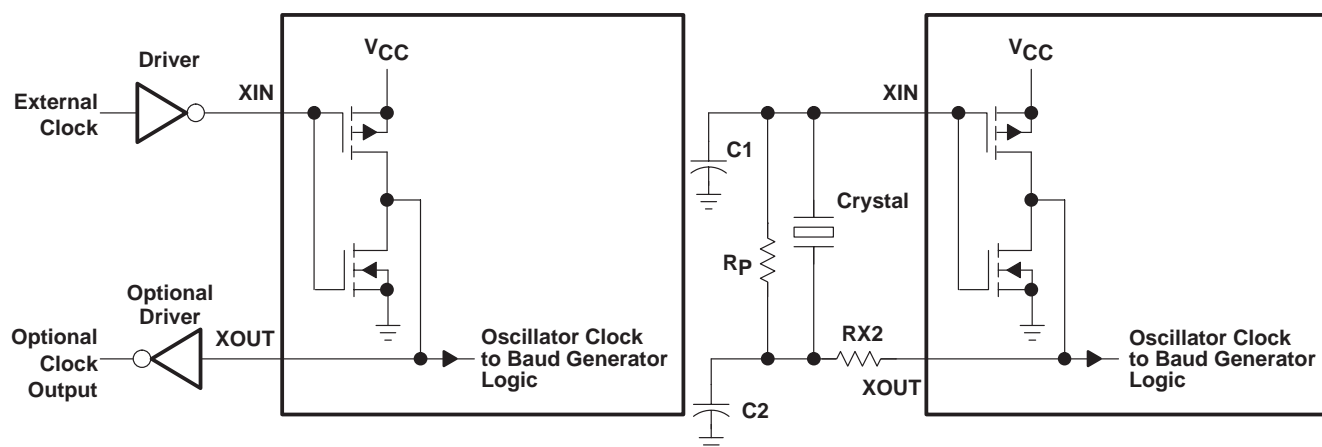 Driver
External
Clock
XIN
VCC
Optional
Driver
Optional
Clock
Output
XOUT
Oscillator Clock
to Baud Generator
Logic
C1
RP
Crystal
C2
RX2
XIN
VCC
XOUT
Oscillator Clock
to Baud Generator
Logic